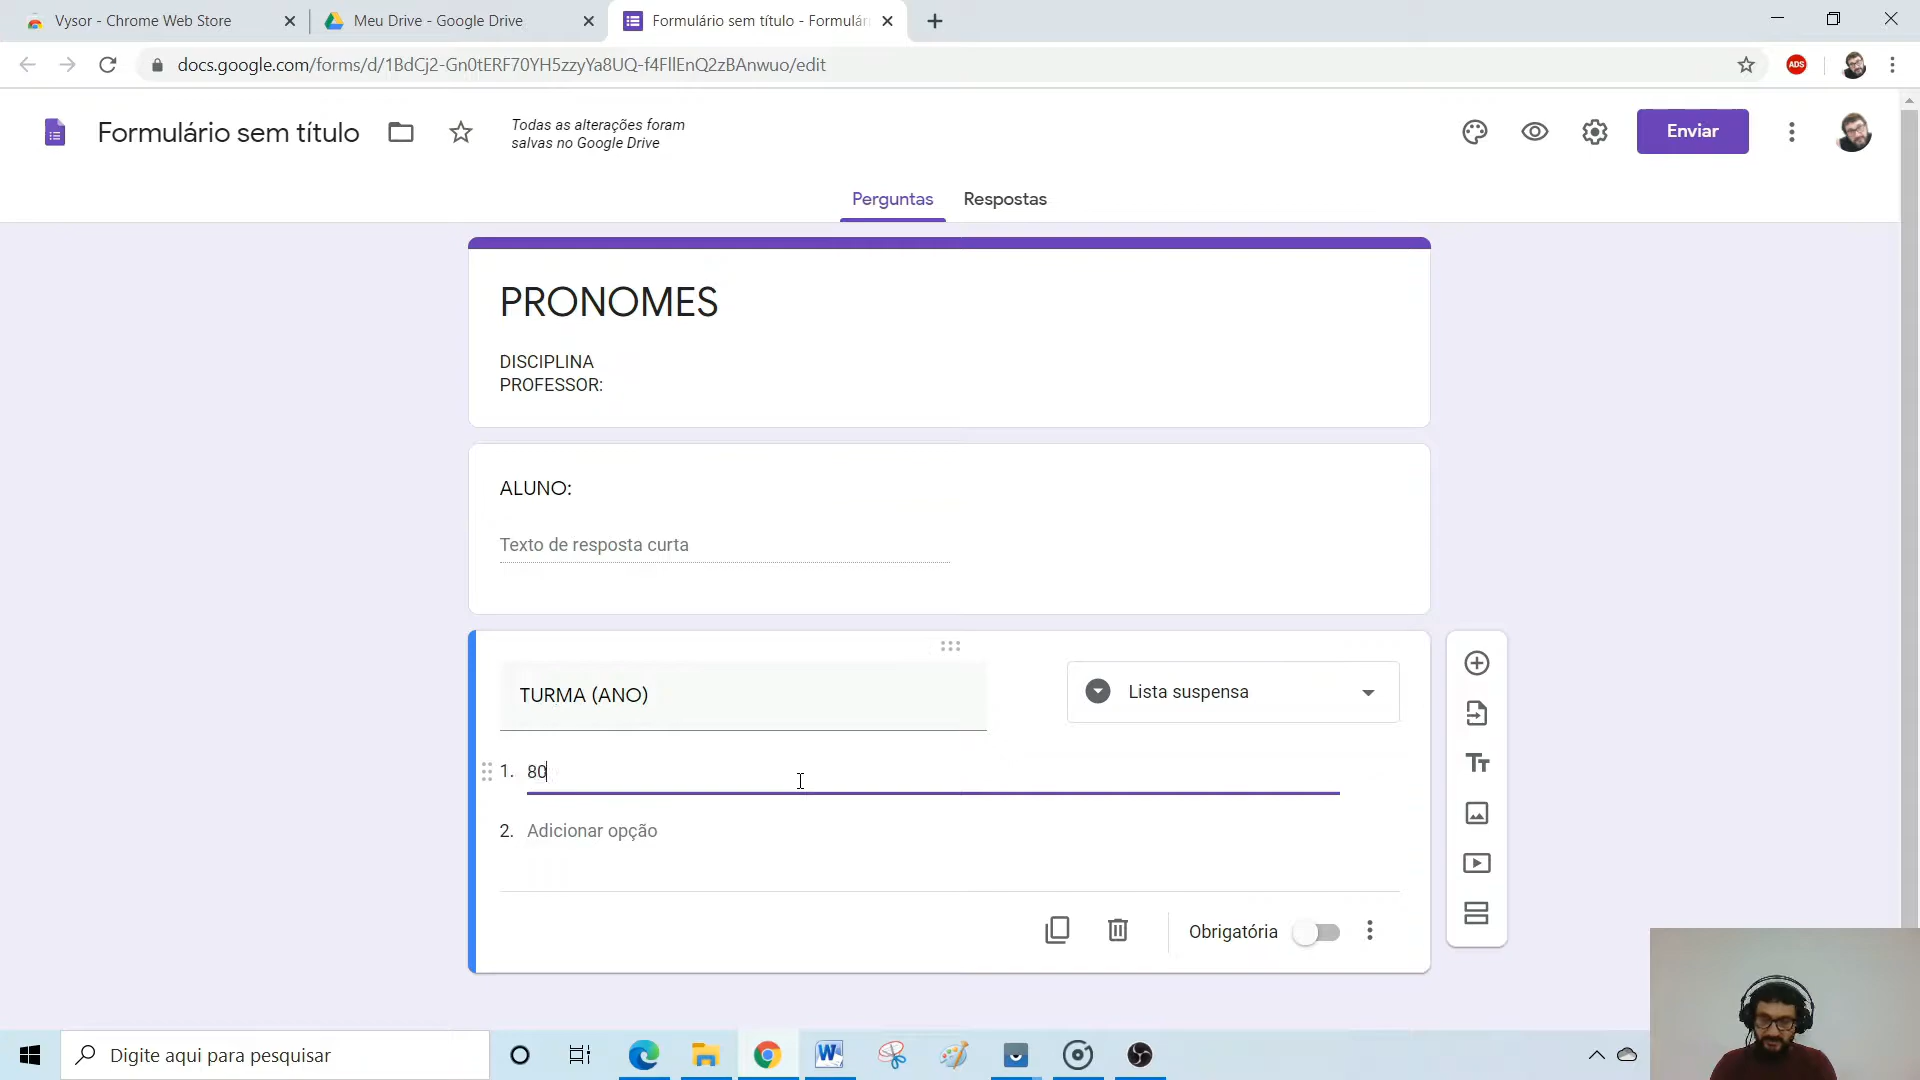 Vysor - Chrome Web Store
Meu Drive - Google Drive
Formulário sem título - Formulár
docs.google.com/forms/d/1BdCj2-Gn0tERF70YH5zzyYa8UQ-f4FllEnQ2zBAnwuo/edit
ADS
Formulário sem título
Todas as alterações foram
salvas no Google Drive
Enviar
Perguntas
Respostas
PRONOMES
DISCIPLINA
PROFESSOR:
ALUNO:
Texto de resposta curta
TURMA (ANO)
Lista suspensa
1. 80
2. Adicionar opção
Obrigatória
Digite aqui para pesquisar